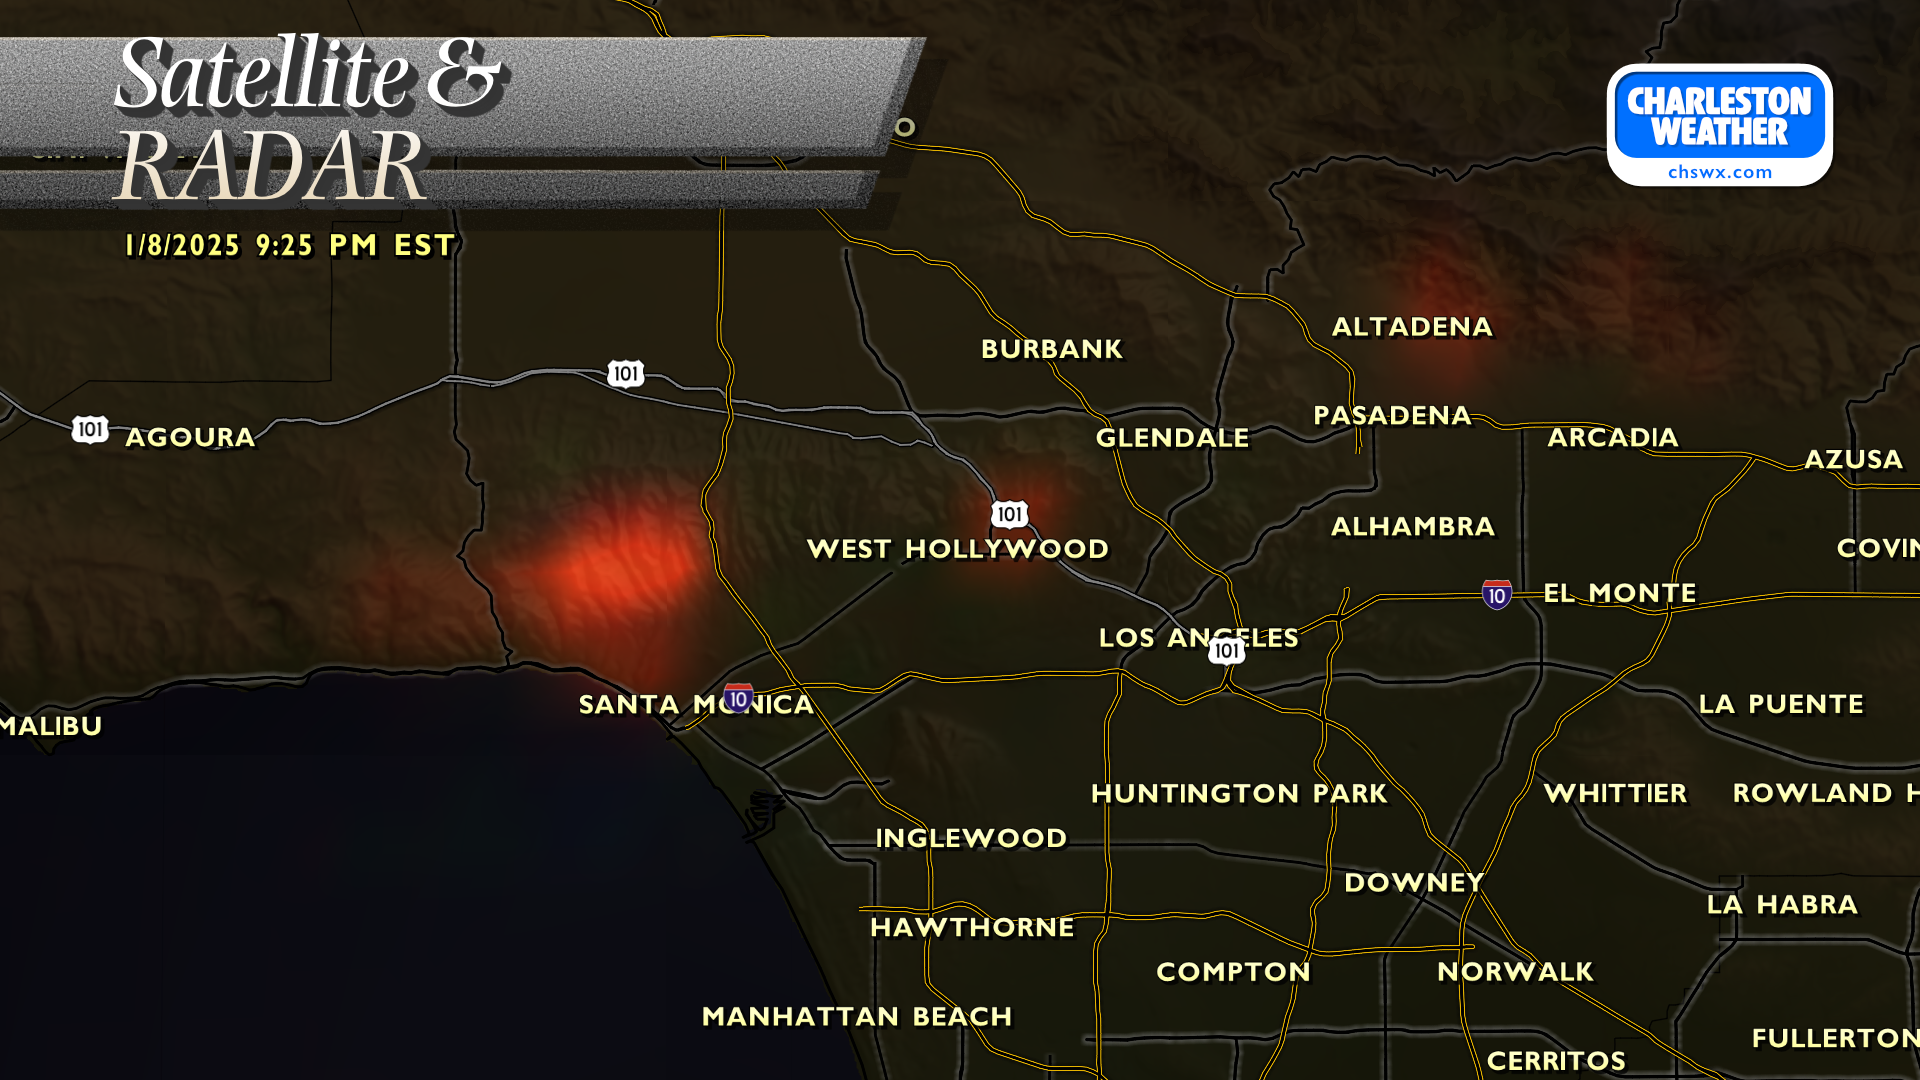 Satellite &
RADAR
1/8/2025 9:25 PM EST
CHARLESTON
WEATHER
chswx.com
O
ALTADENA
BURBANK
101
PASADENA
101
AGOURA
GLENDALE
ARCADIA
AZUSA
101
ALHAMBRA
WEST HOLLYWOOD
COVIN
10
EL MONTE
LOS ANGELES
101
SANTA MONICA
10
LA PUENTE
MALIBU
HUNTINGTON PARK
WHITTIER
ROWLAND H
INGLEWOOD
DOWNEY
LA HABRA
HAWTHORNE
COMPTON
NORWALK
MANHATTAN BEACH
FULLERTON
CERRITOS